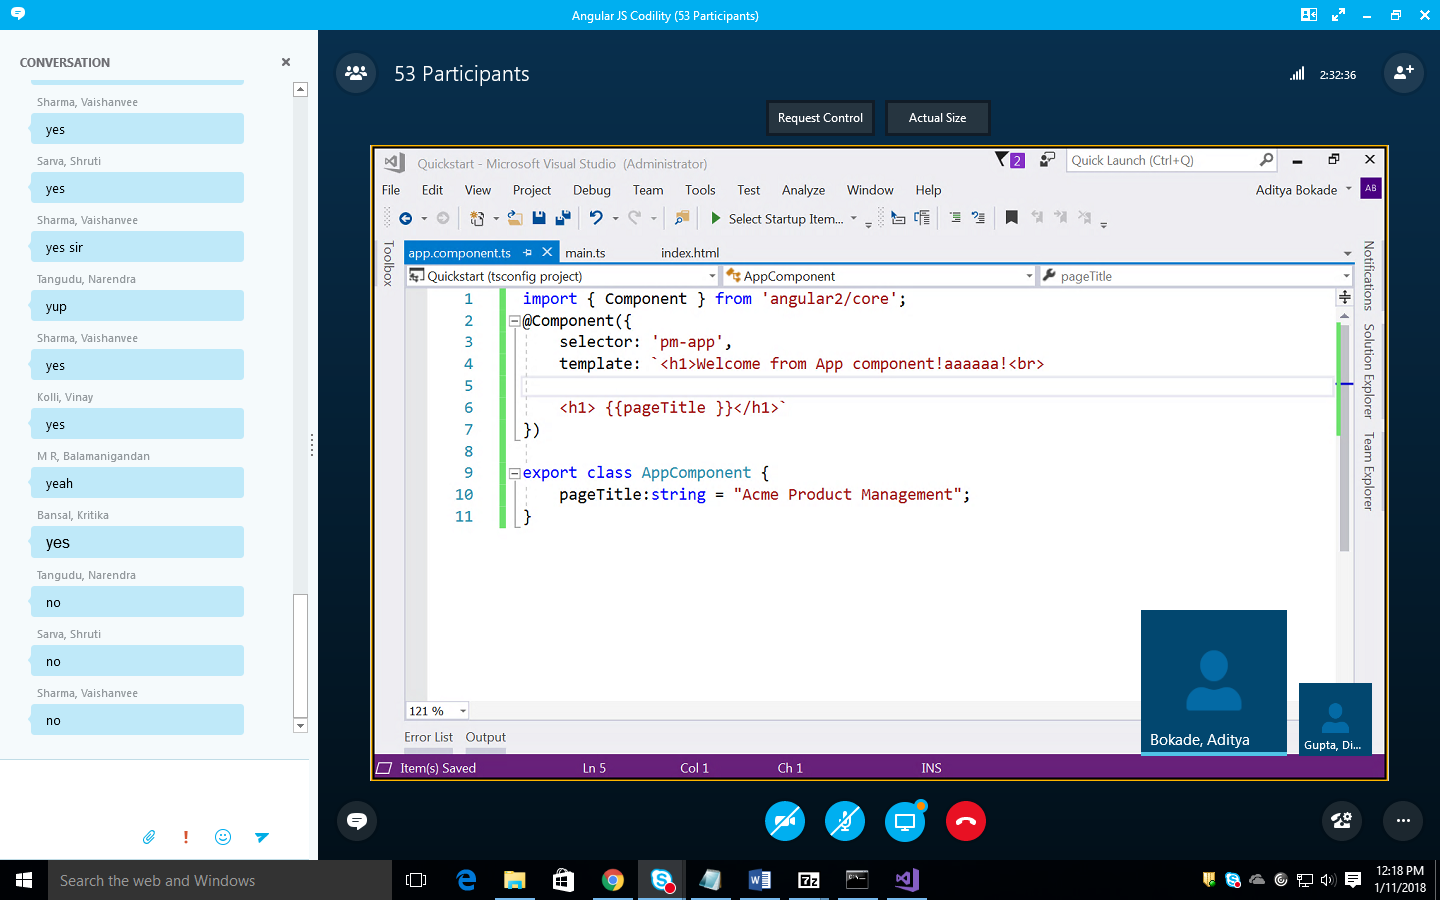 Angular JS Codility (53 Participants)
CONVERSATION
Sharma, Vaishanvee
yes
Sarva, Shruti
yes
Sharma, Vaishanvee
yes sir
Tangudu, Narendra
yup
Sharma, Vaishanvee
yes
Kolli, Vinay
yes
M R, Balamanigandan
yeah
Bansal, Kritika
yes
Tangudu, Narendra
no
Sarva, Shruti
no
Sharma, Vaishanvee
no
53 Participants
2:32:36
Request Control
Actual Size
Quickstart - Microsoft Visual Studio (Administrator)
2
Quick Launch (Ctrl+Q)
File Edit View Project Debug Team Tools Test Analyze Window Help
Aditya Bokade
AB
Select Startup Item...
Toolbox
app.component.ts
main.ts
index.html
Quickstart (tsconfig project)
AppComponent
pageTitle
1 import { Component } from 'angular2/core';
2 @Component({
3 selector: 'pm-app',
4 template: `<h1>Welcome from App component!aaaaaa!<br>
5
6 <h1> {{pageTitle }}</h1>`
7 })
8
9 export class AppComponent {
10 pageTitle:string = "Acme Product Management";
11 }
Notifications
Solution Explorer
Team Explorer
121 %
Error List Output
Item(s) Saved
Ln 5
Col 1
Ch 1
INS
Bokade, Aditya
Gupta, Di...
Search the web and Windows
12:18 PM
1/11/2018